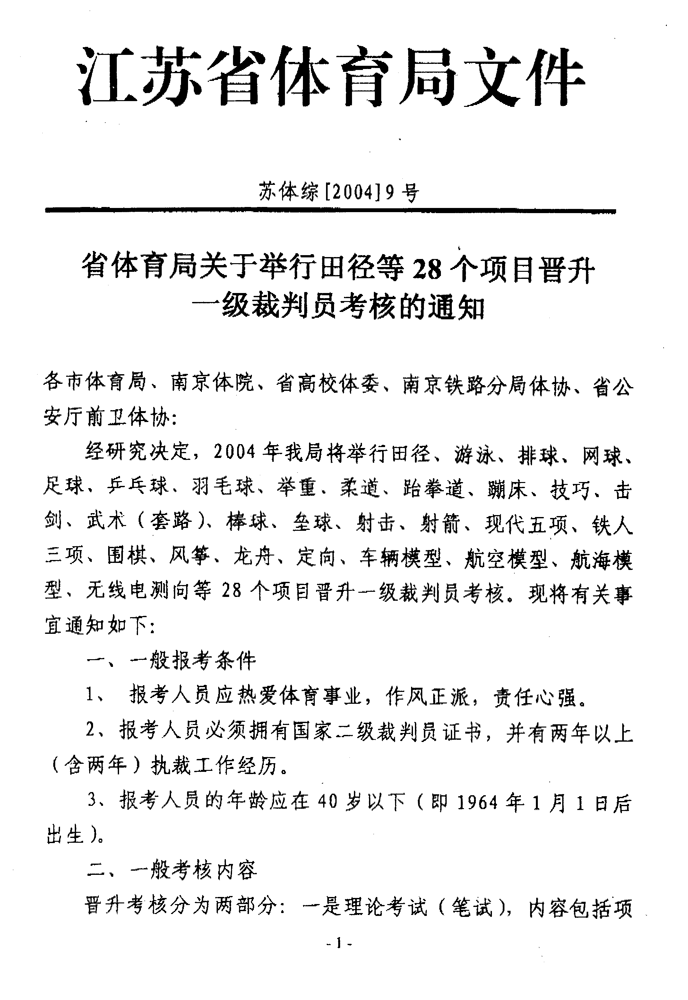 江苏省体育局文件
苏体综[2004]9 号
省体育局关于举行田径等 28 个项目晋升
一级裁判员考核的通知
各市体育局、南京体院、省高校体委、南京铁路分局体协、省公
安厅前卫体协:
经研究决定，2004 年我局将举行田径、游泳、排球、网球、
足球、乒乓球、羽毛球、举重、柔道、跆拳道、蹦床、技巧、击
剑、武术（套路）、棒球、垒球、射击、射箭、现代五项、铁人
三项、围棋、风筝、龙舟、定向、车辆模型、航空模型、航海模
型、无线电测向等 28 个项目晋升一级裁判员考核。现将有关事
宜通知如下:
一、一般报考条件
1、 报考人员应热爱体育事业，作风正派，责任心强。
2、报考人员必须拥有国家二级裁判员证书，并有两年以上
（含两年）执裁工作经历。
3、报考人员的年龄应在 40 岁以下（即 1964 年 1 月 1 日后
出生）。
二、一般考核内容
晋升考核分为两部分: 一是理论考试（笔试），内容包括项
- 1 -